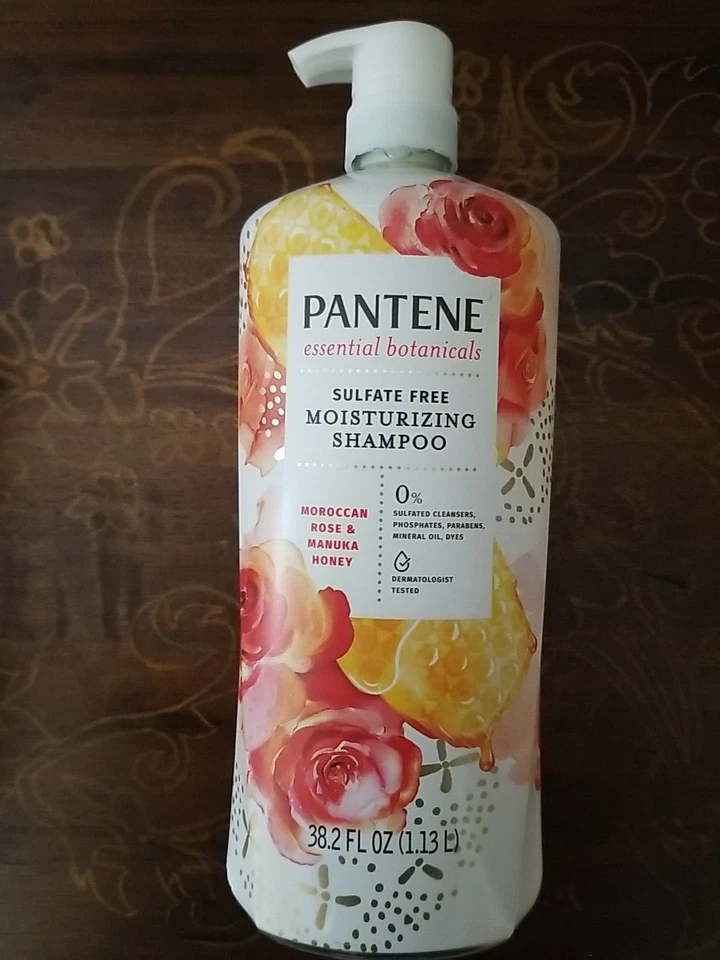 PANTENE
essential botanicals
SULFATE FREE
MOISTURIZING
SHAMPOO
MOROCCAN
ROSE &
MANUKA
HONEY
0%
SULFATED CLEANSERS,
PHOSPHATES, PARABENS,
MINERAL OIL, DYES
DERMATOLOGIST
TESTED
38.2 FL OZ (1.13 L)